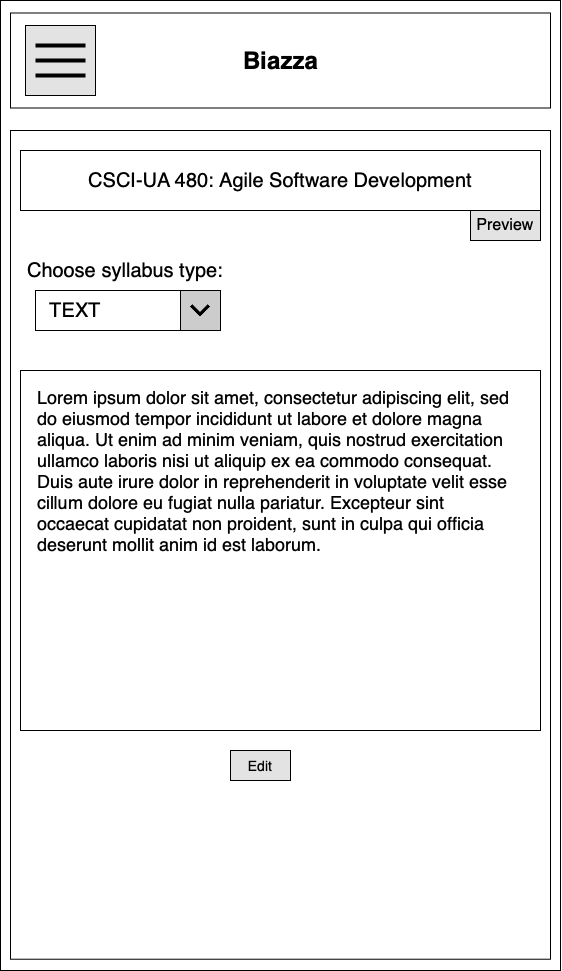 Biazza
CSCI-UA 480: Agile Software Development
Preview
Choose syllabus type:
TEXT
Lorem ipsum dolor sit amet, consectetur adipiscing elit, sed
do eiusmod tempor incididunt ut labore et dolore magna
aliqua. Ut enim ad minim veniam, quis nostrud exercitation
ullamco laboris nisi ut aliquip ex ea commodo consequat.
Duis aute irure dolor in reprehenderit in voluptate velit esse
cillum dolore eu fugiat nulla pariatur. Excepteur sint
occaecat cupidatat non proident, sunt in culpa qui officia
deserunt mollit anim id est laborum.
Edit